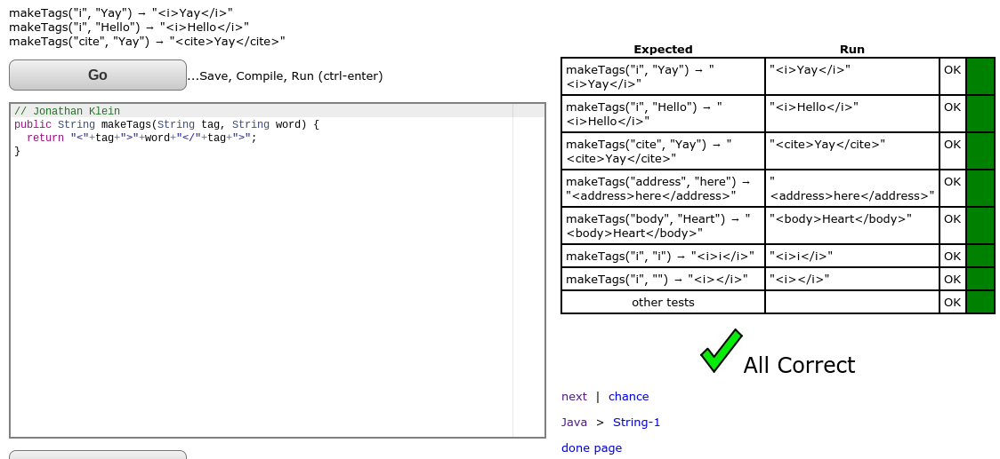 makeTags("i", "Yay") → "<i>Yay</i>"
makeTags("i", "Hello") → "<i>Hello</i>"
makeTags("cite", "Yay") → "<cite>Yay</cite>"
Go
...Save, Compile, Run (ctrl-enter)
// Jonathan Klein
public String makeTags(String tag, String word) {
  return "<"+tag+">"+word+"</"+tag+">";
}
Expected Run
makeTags("i", "Yay") → " "<i>Yay</i>" OK
<i>Yay</i>"
makeTags("i", "Hello") → " "<i>Hello</i>" OK
<i>Hello</i>"
makeTags("cite", "Yay") → " "<cite>Yay</cite>" OK
<cite>Yay</cite>"
makeTags("address", "here") → " OK
"<address>here</address>" <address>here</address>"
makeTags("body", "Heart") → " "<body>Heart</body>" OK
<body>Heart</body>"
makeTags("i", "i") → "<i>i</i>" "<i>i</i>" OK
makeTags("i", "") → "<i></i>" "<i></i>" OK
other tests OK
All Correct
next | chance
Java > String-1
done page